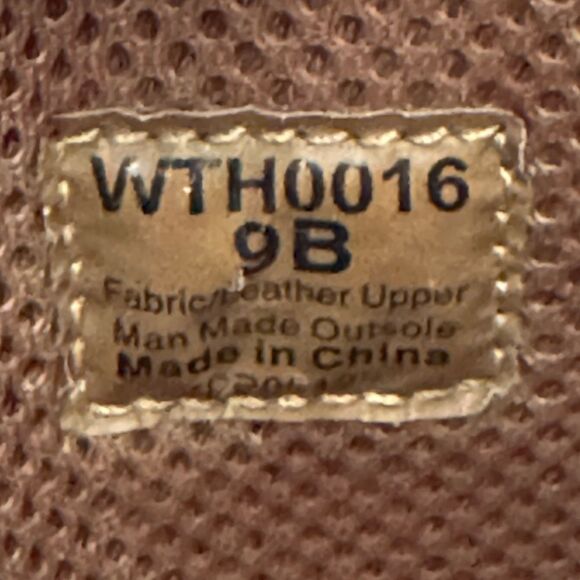 WTH0016
9B
Fabric/Leather Upper
Man Made Outsole
Made in China